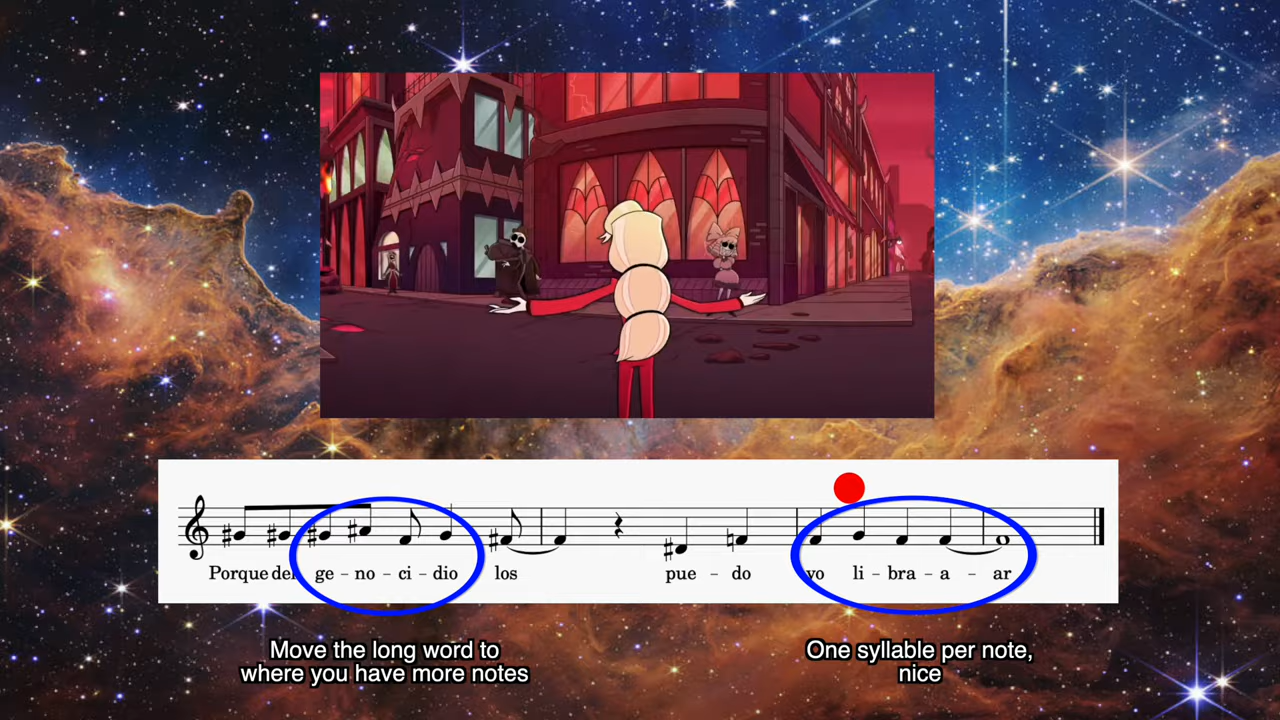 Porque del ge - no - ci - dio los pue - do yo li - bra - a - ar
Move the long word to
where you have more notes
One syllable per note,
nice